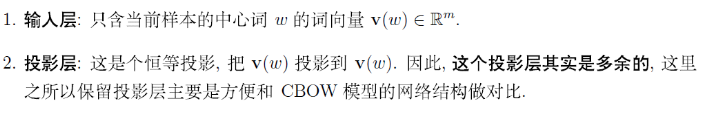 1. 输人层: 只含当前样本的中心词 w 的词向量 v(w) ∈ ℝᵐ.
2. 投影层: 这是个恒等投影, 把 v(w) 投影到 v(w). 因此, 这个投影层其实是多余的, 这里
之所以保留投影层主要是方便和 CBOW 模型的网络结构做对比.